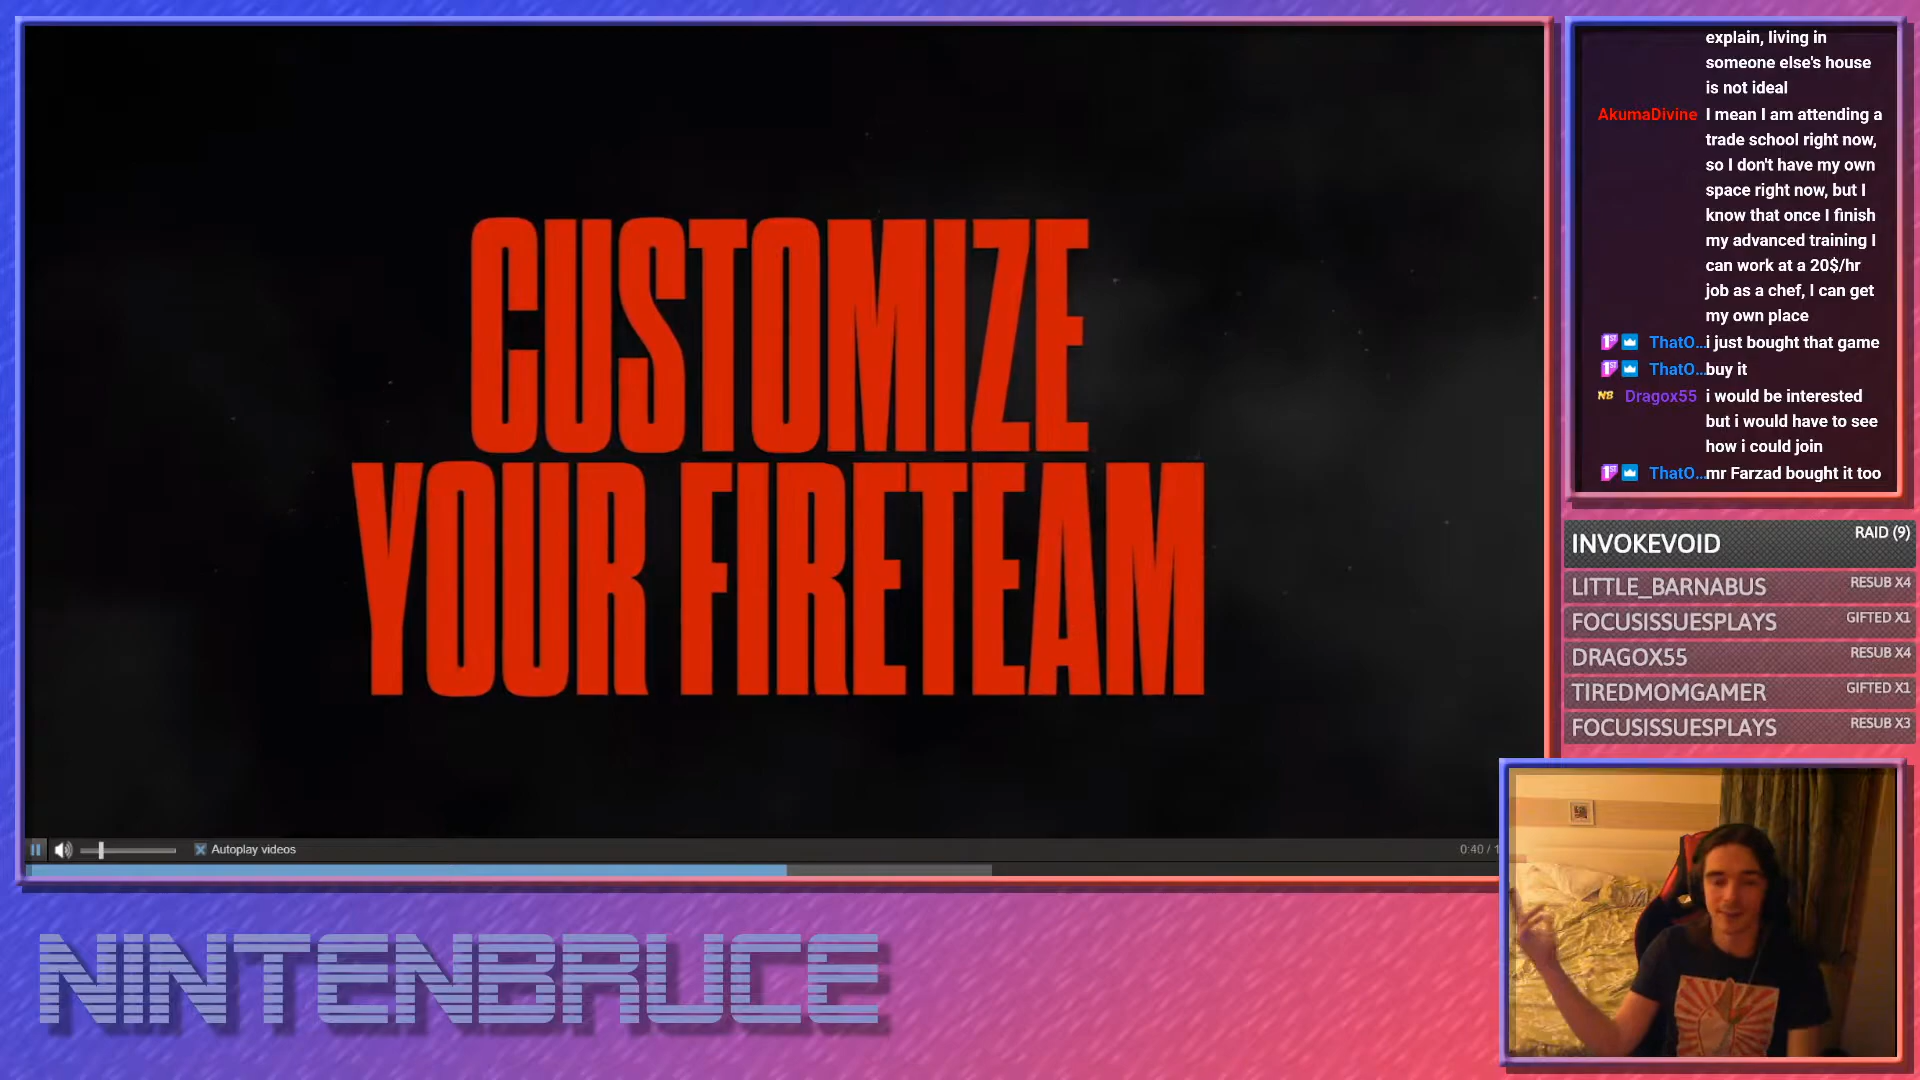 CUSTOMIZE
YOUR FIRETEAM
Autoplay videos
0:40 /
explain, living in
someone else's house
is not ideal
AkumaDivine I mean I am attending a
trade school right now,
so I don't have my own
space right now, but I
know that once I finish
my advanced training I
can work at a 20$/hr
job as a chef, I can get
my own place
1ST ThatO... i just bought that game
1ST ThatO... buy it
NB Dragox55 i would be interested
but i would have to see
how i could join
1ST ThatO... mr Farzad bought it too
INVOKEVOID RAID (9)
LITTLE_BARNABUS RESUB X4
FOCUSISSUESPLAYS GIFTED X1
DRAGOX55 RESUB X4
TIREDMOMGAMER GIFTED X1
FOCUSISSUESPLAYS RESUB X3
NINTENBRUCE